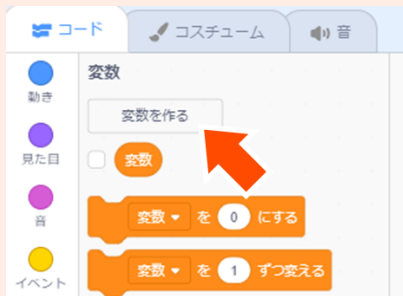 コード
コスチューム
音
動き
見た目
音
イベント
変数
変数を作る
変数
変数 を 0 にする
変数 を 1 ずつ変える